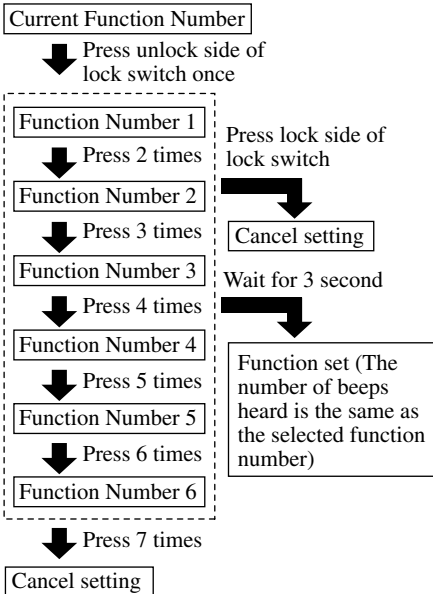 Current Function Number
Press unlock side of
lock switch once
Function Number 1
Press 2 times
Function Number 2
Press 3 times
Function Number 3
Press 4 times
Function Number 4
Press 5 times
Function Number 5
Press 6 times
Function Number 6
Press 7 times
Cancel setting
Press lock side of
lock switch
Cancel setting
Wait for 3 second
Function set (The
number of beeps
heard is the same as
the selected function
number)